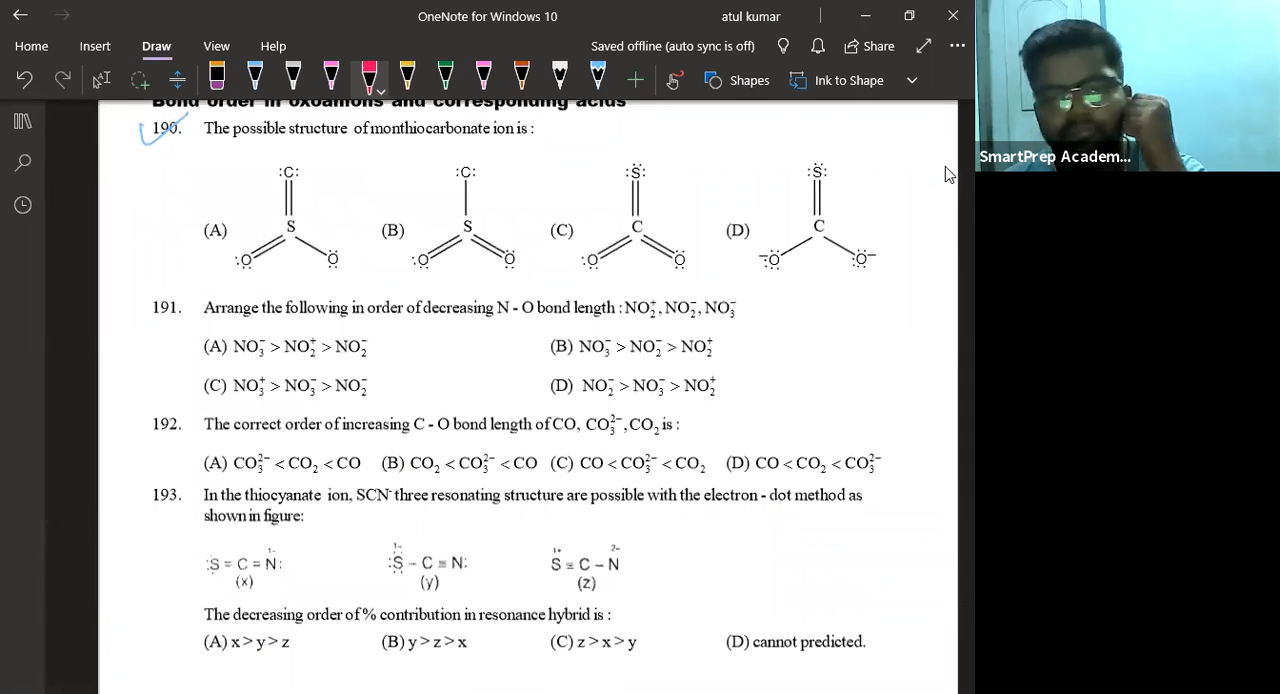 OneNote for Windows 10
atul kumar
Home Insert Draw View Help
Saved offline (auto sync is off)
Share
Shapes
Ink to Shape
SmartPrep Academ...
Bond order in oxoanions and corresponding acids
190. The possible structure of monthiocarbonate ion is :
(A) :C: S :O: :O:
(B) :C: S :O: :O:
(C) :S: C :O: :O:
(D) :S: C ⁻:O: :O:⁻
191. Arrange the following in order of decreasing N - O bond length : NO₂⁺, NO₂⁻, NO₃⁻
(A) NO₃⁻ > NO₂⁺ > NO₂⁻ (B) NO₃⁻ > NO₂⁻ > NO₂⁺
(C) NO₃⁺ > NO₃⁻ > NO₂⁻ (D) NO₂⁻ > NO₃⁻ > NO₂⁺
192. The correct order of increasing C - O bond length of CO, CO₃²⁻, CO₂ is :
(A) CO₃²⁻ < CO₂ < CO (B) CO₂ < CO₃²⁻ < CO (C) CO < CO₃²⁻ < CO₂ (D) CO < CO₂ < CO₃²⁻
193. In the thiocyanate ion, SCN⁻ three resonating structure are possible with the electron - dot method as
shown in figure:
1- 1- 1+ 2-
:S = C = N: :S - C ≡ N: S ≡ C - N
(x) (y) (z)
The decreasing order of % contribution in resonance hybrid is :
(A) x > y > z (B) y > z > x (C) z > x > y (D) cannot predicted.